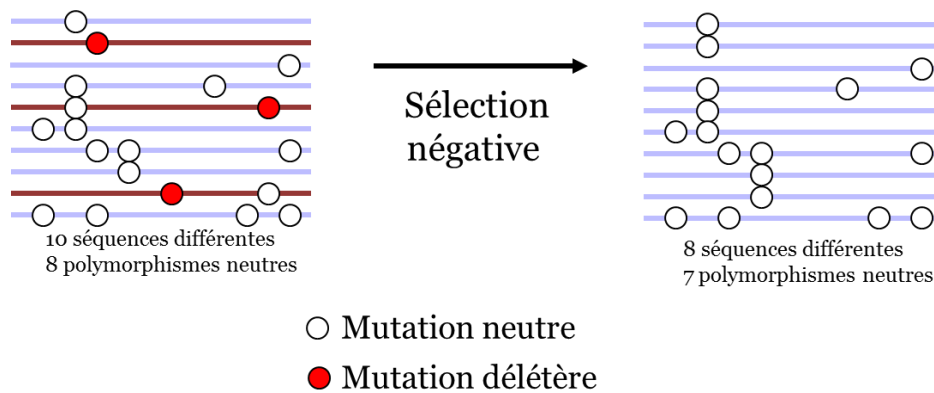 Sélection
négative
10 séquences différentes
8 polymorphismes neutres
8 séquences différentes
7 polymorphismes neutres
Mutation neutre
Mutation délétère